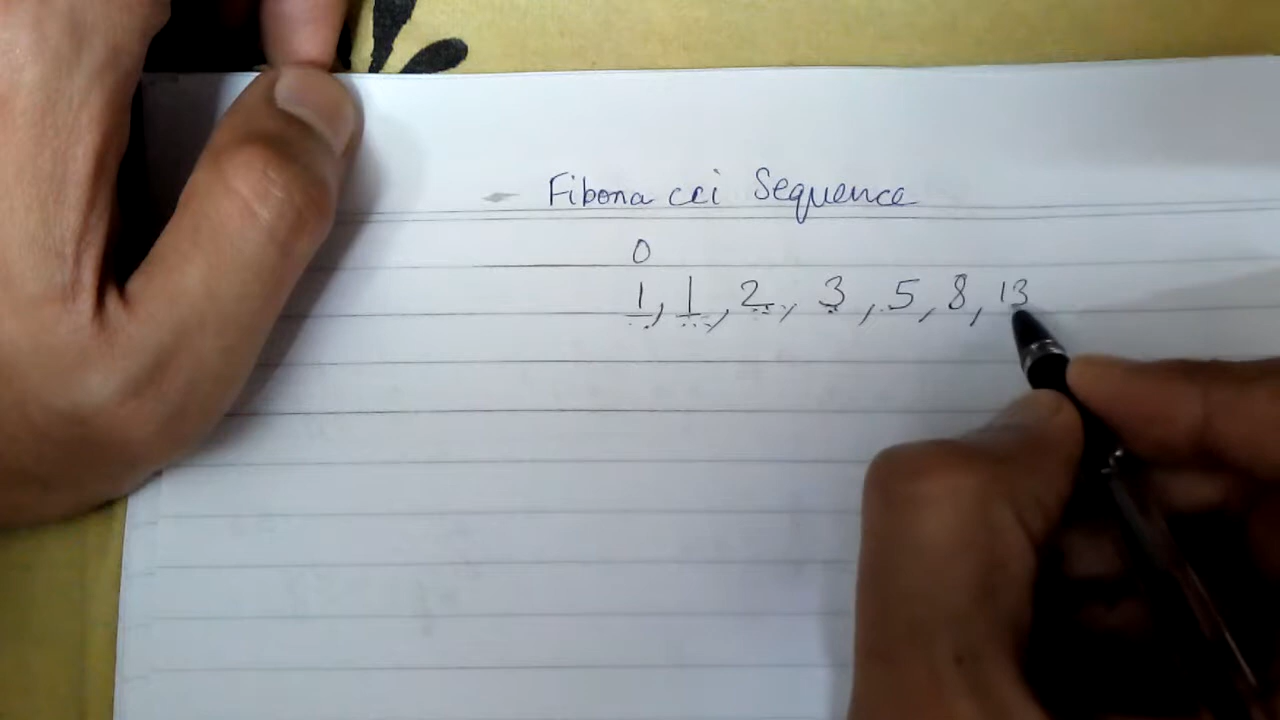 Fibonacci Sequence
0
1, 1, 2, 3, 5, 8, 13